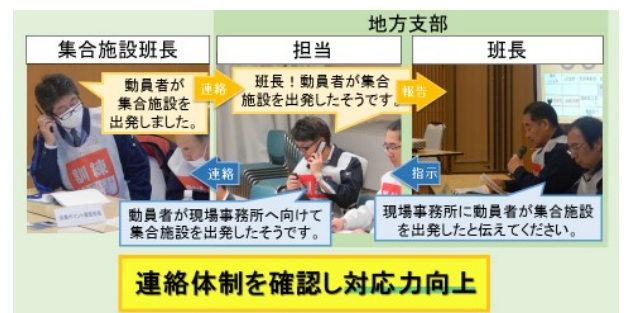 地方支部
集合施設班長
担当
班長
動員者が
集合施設を
出発しました。
連絡
班長！動員者が集合
施設を出発したそうです。
報告
連絡
指示
動員者が現場事務所へ向けて
集合施設を出発したそうです。
現場事務所に動員者が集合施設
を出発したと伝えてください。
訓練
連絡体制を確認し対応力向上